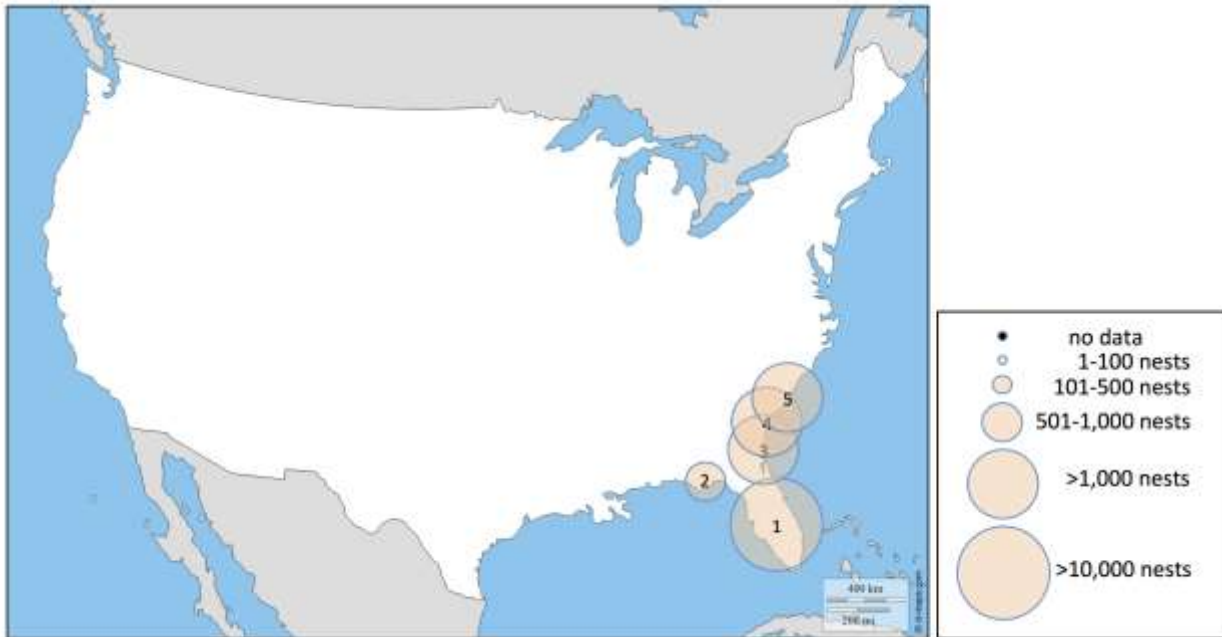 5
4
3
2
1
400 km
200 mi
no data
1-100 nests
101-500 nests
501-1,000 nests
>1,000 nests
>10,000 nests